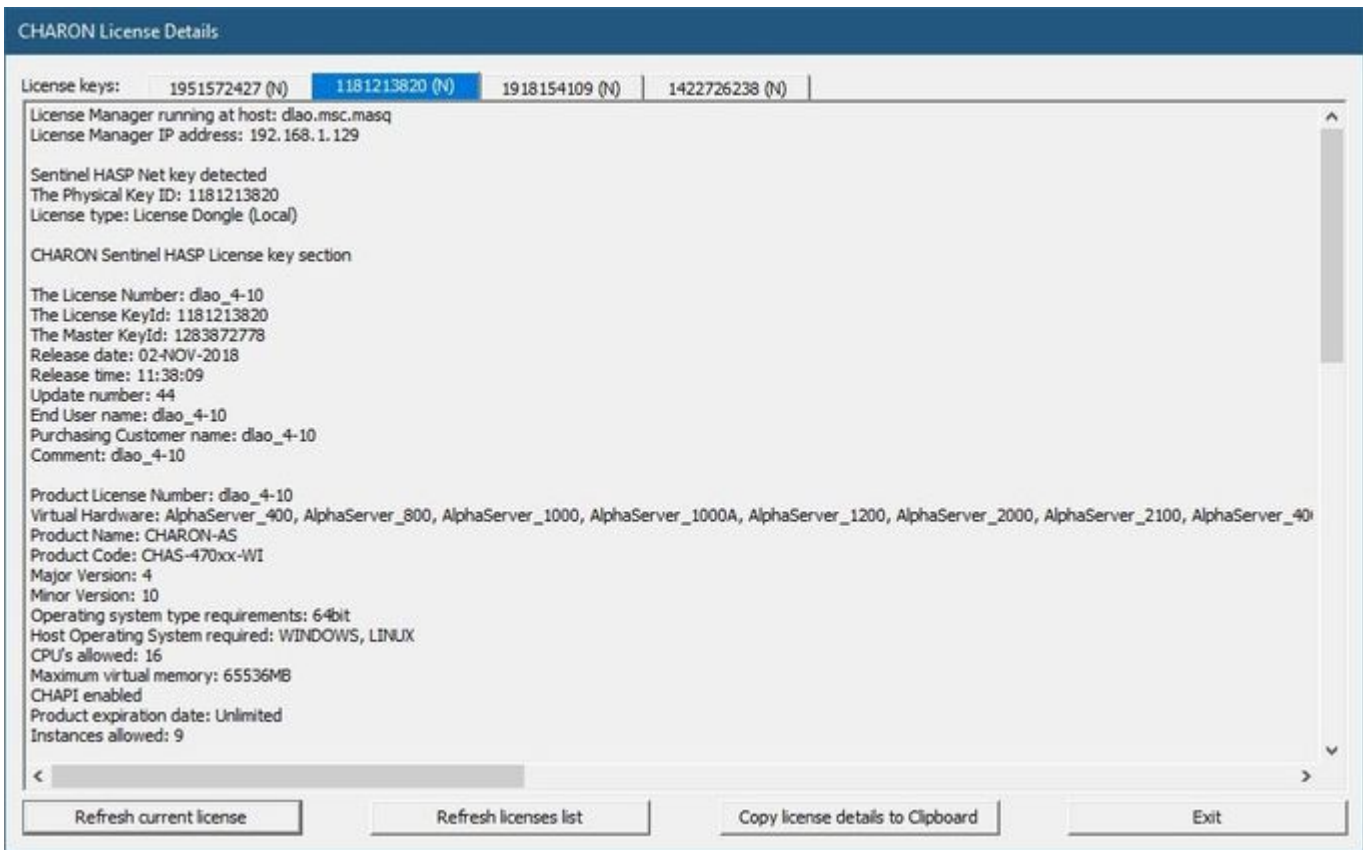 CHARON License Details
License keys: 1951572427 (N) 1181213820 (N) 1918154109 (N) 1422726238 (N)
License Manager running at host: dlao.msc.masq
License Manager IP address: 192.168.1.129
Sentinel HASP Net key detected
The Physical Key ID: 1181213820
License type: License Dongle (Local)
CHARON Sentinel HASP License key section
The License Number: dlao_4-10
The License KeyId: 1181213820
The Master KeyId: 1283872778
Release date: 02-NOV-2018
Release time: 11:38:09
Update number: 44
End User name: dlao_4-10
Purchasing Customer name: dlao_4-10
Comment: dlao_4-10
Product License Number: dlao_4-10
Virtual Hardware: AlphaServer_400, AlphaServer_800, AlphaServer_1000, AlphaServer_1000A, AlphaServer_1200, AlphaServer_2000, AlphaServer_2100, AlphaServer_40
Product Name: CHARON-AS
Product Code: CHAS-470xx-WI
Major Version: 4
Minor Version: 10
Operating system type requirements: 64bit
Host Operating System required: WINDOWS, LINUX
CPU's allowed: 16
Maximum virtual memory: 65536MB
CHAPI enabled
Product expiration date: Unlimited
Instances allowed: 9
Refresh current license Refresh licenses list Copy license details to Clipboard Exit